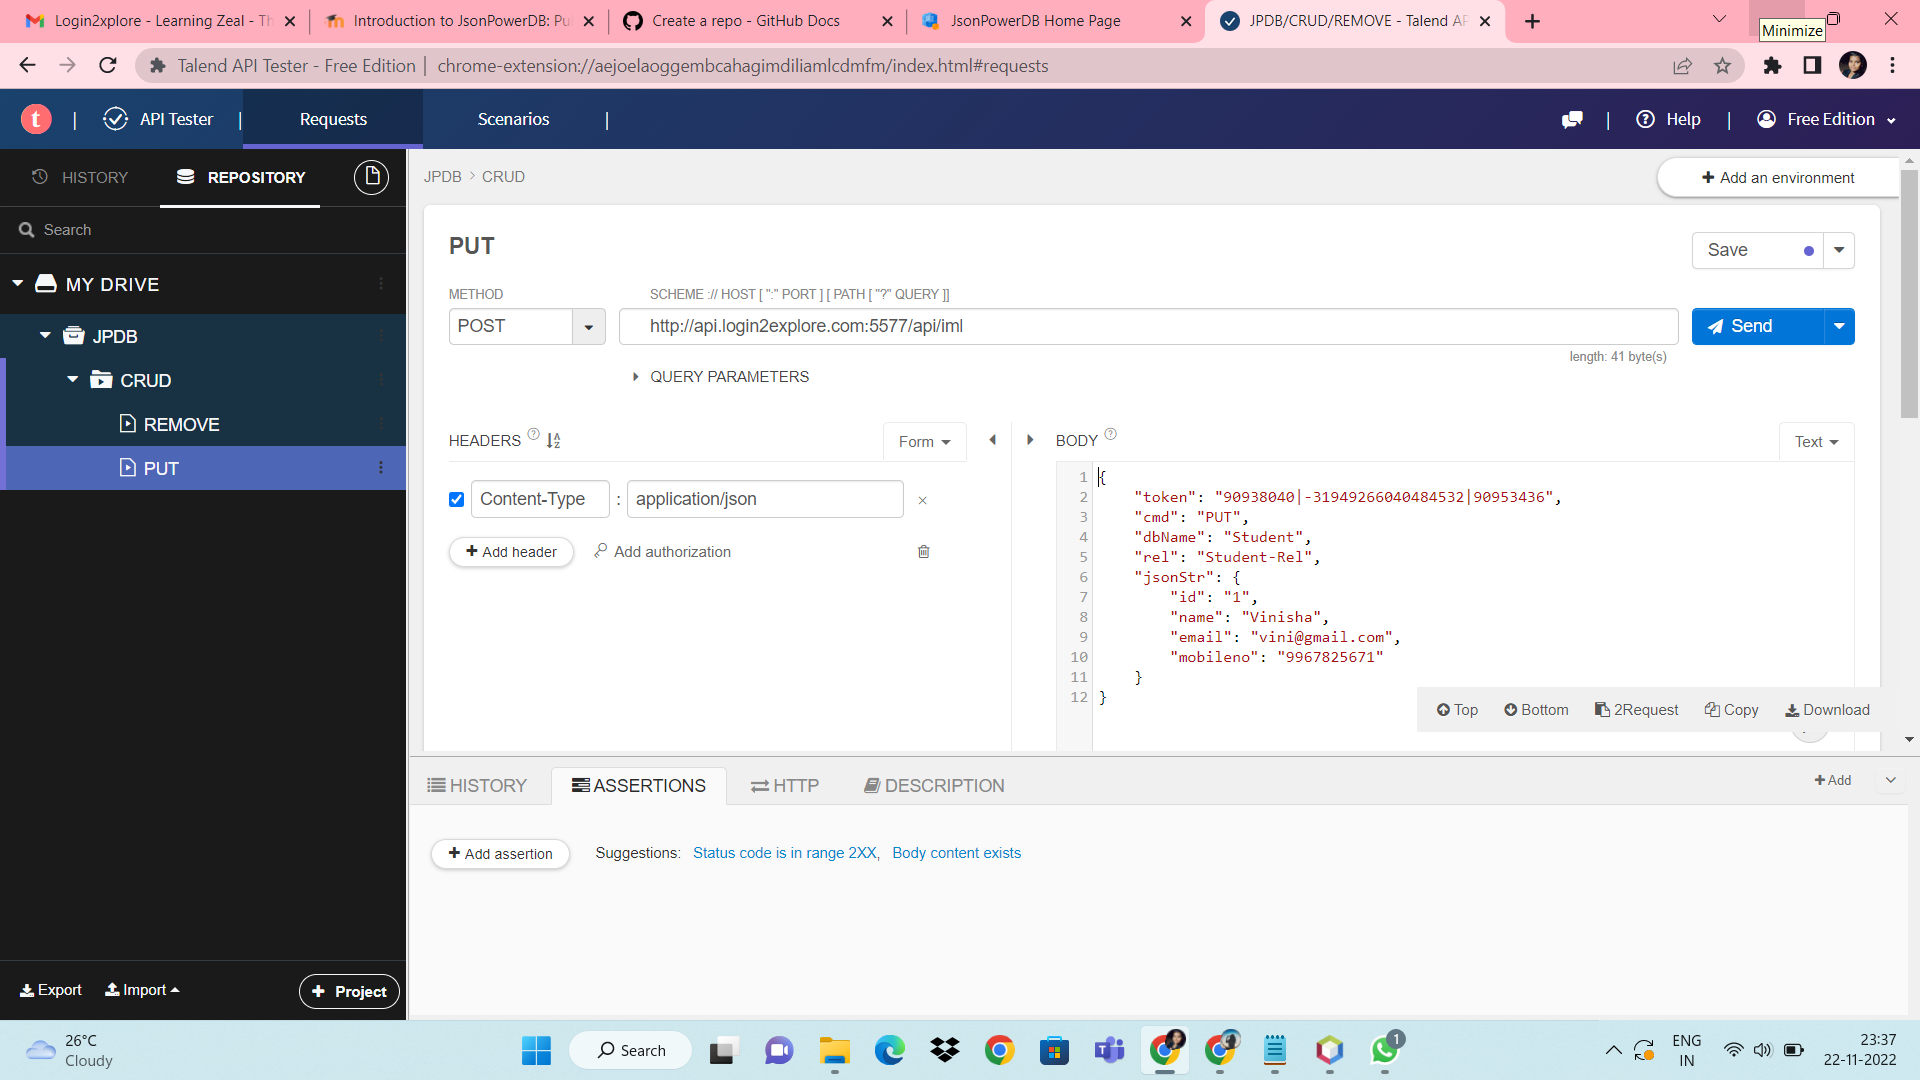 Login2xplore - Learning Zeal - Th
Introduction to JsonPowerDB: Pu
Create a repo - GitHub Docs
JsonPowerDB Home Page
JPDB/CRUD/REMOVE - Talend AP
Minimize
Talend API Tester - Free Edition | chrome-extension://aejoelaoggembcahagimdiliamlcdmfm/index.html#requests
t | API Tester | Requests Scenarios | | Help | Free Edition
HISTORY REPOSITORY
JPDB > CRUD
+ Add an environment
Search
MY DRIVE
JPDB
CRUD
REMOVE
PUT
Export Import + Project
PUT
Save
METHOD SCHEME :// HOST [ ":" PORT ] [ PATH [ "?" QUERY ]]
POST http://api.login2explore.com:5577/api/iml Send
length: 41 byte(s)
QUERY PARAMETERS
HEADERS ? Form
Content-Type : application/json ×
+ Add header Add authorization
BODY ? Text
1 {
2 "token": "90938040|-31949266040484532|90953436",
3 "cmd": "PUT",
4 "dbName": "Student",
5 "rel": "Student-Rel",
6 "jsonStr": {
7 "id": "1",
8 "name": "Vinisha",
9 "email": "vini@gmail.com",
10 "mobileno": "9967825671"
11 }
12 }
Top Bottom 2Request Copy Download
HISTORY ASSERTIONS HTTP DESCRIPTION + Add
+ Add assertion Suggestions: Status code is in range 2XX, Body content exists
26°C
Cloudy
Search
1
ENG
IN
23:37
22-11-2022